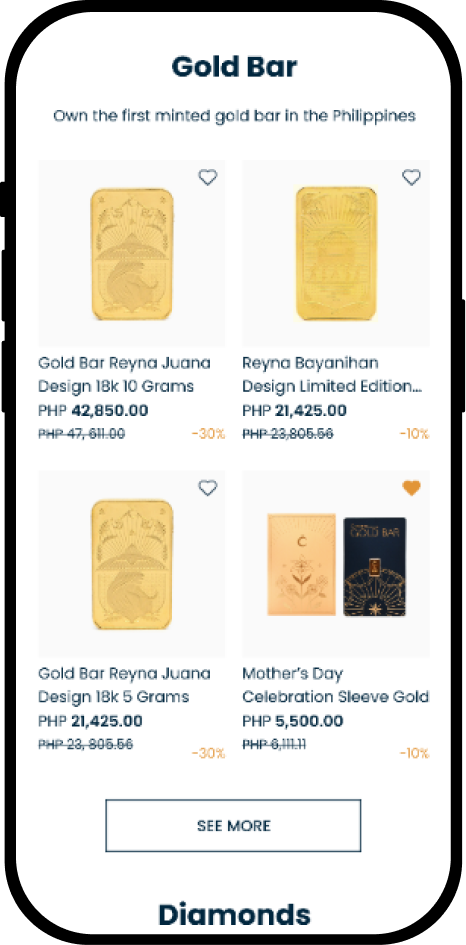 Gold Bar
Own the first minted gold bar in the Philippines
Gold Bar Reyna Juana
Design 18k 10 Grams
PHP 42,850.00
PHP 47, 611.00
-30%
Reyna Bayanihan
Design Limited Edition...
PHP 21,425.00
PHP 23,805.56
-10%
GOLD BAR
Gold Bar Reyna Juana
Design 18k 5 Grams
PHP 21,425.00
PHP 23, 805.56
-30%
Mother's Day
Celebration Sleeve Gold
PHP 5,500.00
PHP 6,111.11
-10%
SEE MORE
Diamonds